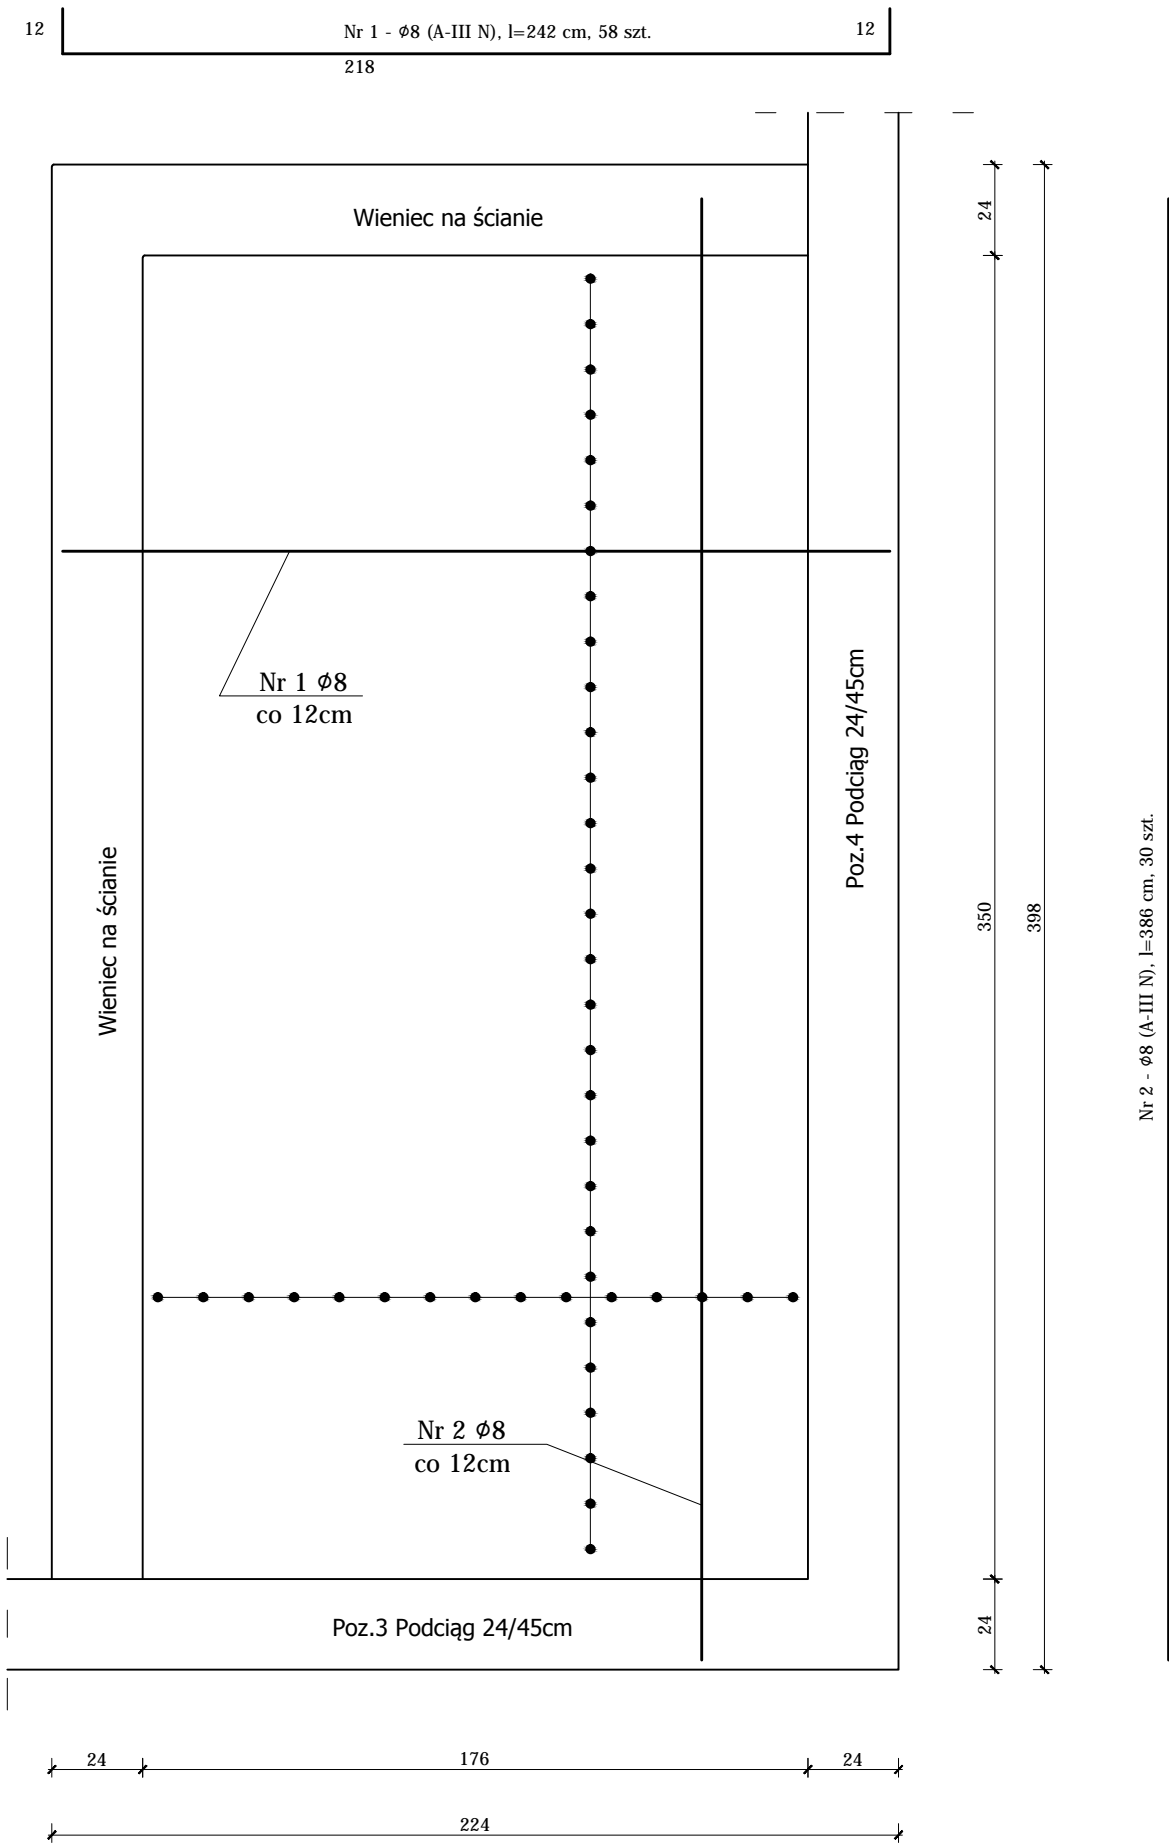 12
Nr 1 - ϕ8 (A-III N), l=242 cm, 58 szt.
12
218
Wieniec na ścianie
24
Nr 1 ϕ8
co 12cm
Poz.4 Podciąg 24/45cm
Wieniec na ścianie
350
398
Nr 2 - ϕ8 (A-III N), l=386 cm, 30 szt.
Nr 2 ϕ8
co 12cm
Poz.3 Podciąg 24/45cm
24
24
176
24
224